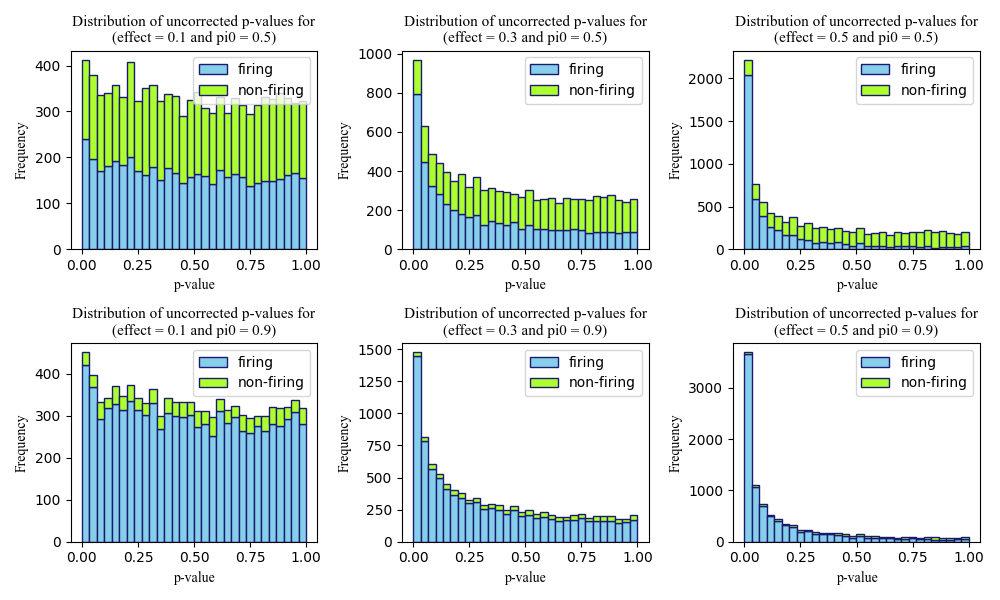 Distribution of uncorrected p-values for
(effect = 0.1 and pi0 = 0.5)
400
300
200
100
0
Frequency
firing
non-firing
0.00 0.25 0.50 0.75 1.00
p-value
Distribution of uncorrected p-values for
(effect = 0.3 and pi0 = 0.5)
1000
800
600
400
200
0
Frequency
firing
non-firing
0.00 0.25 0.50 0.75 1.00
p-value
Distribution of uncorrected p-values for
(effect = 0.5 and pi0 = 0.5)
2000
1500
1000
500
0
Frequency
firing
non-firing
0.00 0.25 0.50 0.75 1.00
p-value
Distribution of uncorrected p-values for
(effect = 0.1 and pi0 = 0.9)
400
300
200
100
0
Frequency
firing
non-firing
0.00 0.25 0.50 0.75 1.00
p-value
Distribution of uncorrected p-values for
(effect = 0.3 and pi0 = 0.9)
1500
1250
1000
750
500
250
0
Frequency
firing
non-firing
0.00 0.25 0.50 0.75 1.00
p-value
Distribution of uncorrected p-values for
(effect = 0.5 and pi0 = 0.9)
3000
2000
1000
0
Frequency
firing
non-firing
0.00 0.25 0.50 0.75 1.00
p-value